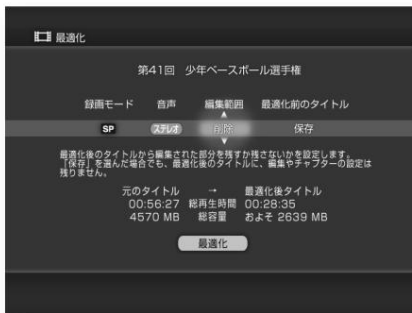 最適化
第41回 少年ベースボール選手権
録画モード 音声 編集範囲 最適化前のタイトル
SP ステレオ 削除 保存
最適化後のタイトルから編集された部分を残すか残さないかを設定します。
「保存」を選んだ場合でも、最適化後のタイトルに、編集やチャプターの設定は
残りません。
元のタイトル → 最適化後タイトル
00:56:27 総再生時間 00:28:35
4570 MB 総容量 およそ 2639 MB
最適化